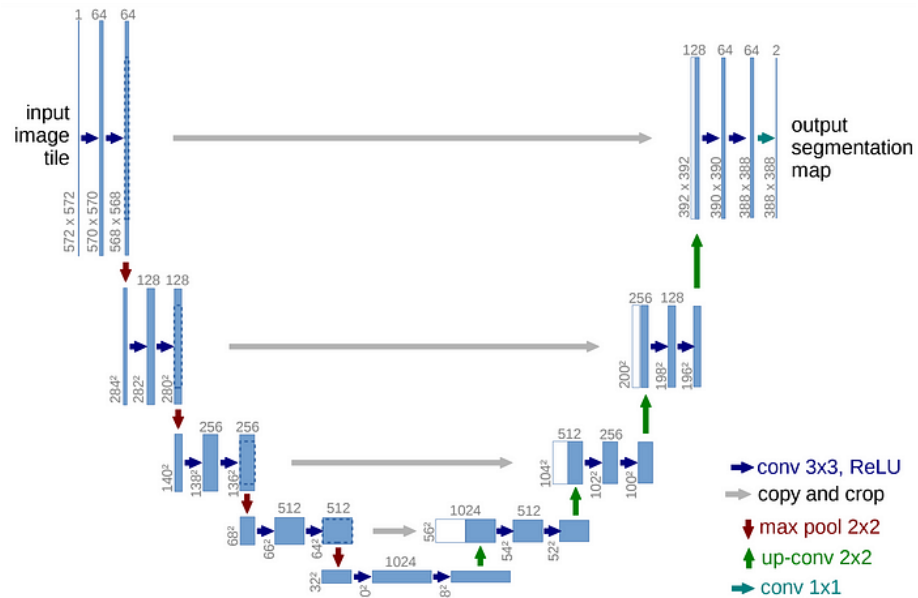 1 64 64
input
image
tile
572 x 572
570 x 570
568 x 568
128 64 64 2
output
segmentation
map
392 x 392
390 x 390
388 x 388
388 x 388
128 128
284²
282²
280²
256 128
200²
198²
196²
256 256
140²
138²
136²
512 256
104²
102²
100²
512 512
68²
66²
64²
1024 512
56²
54²
52²
1024
32²
0²
8²
conv 3x3, ReLU
copy and crop
max pool 2x2
up-conv 2x2
conv 1x1